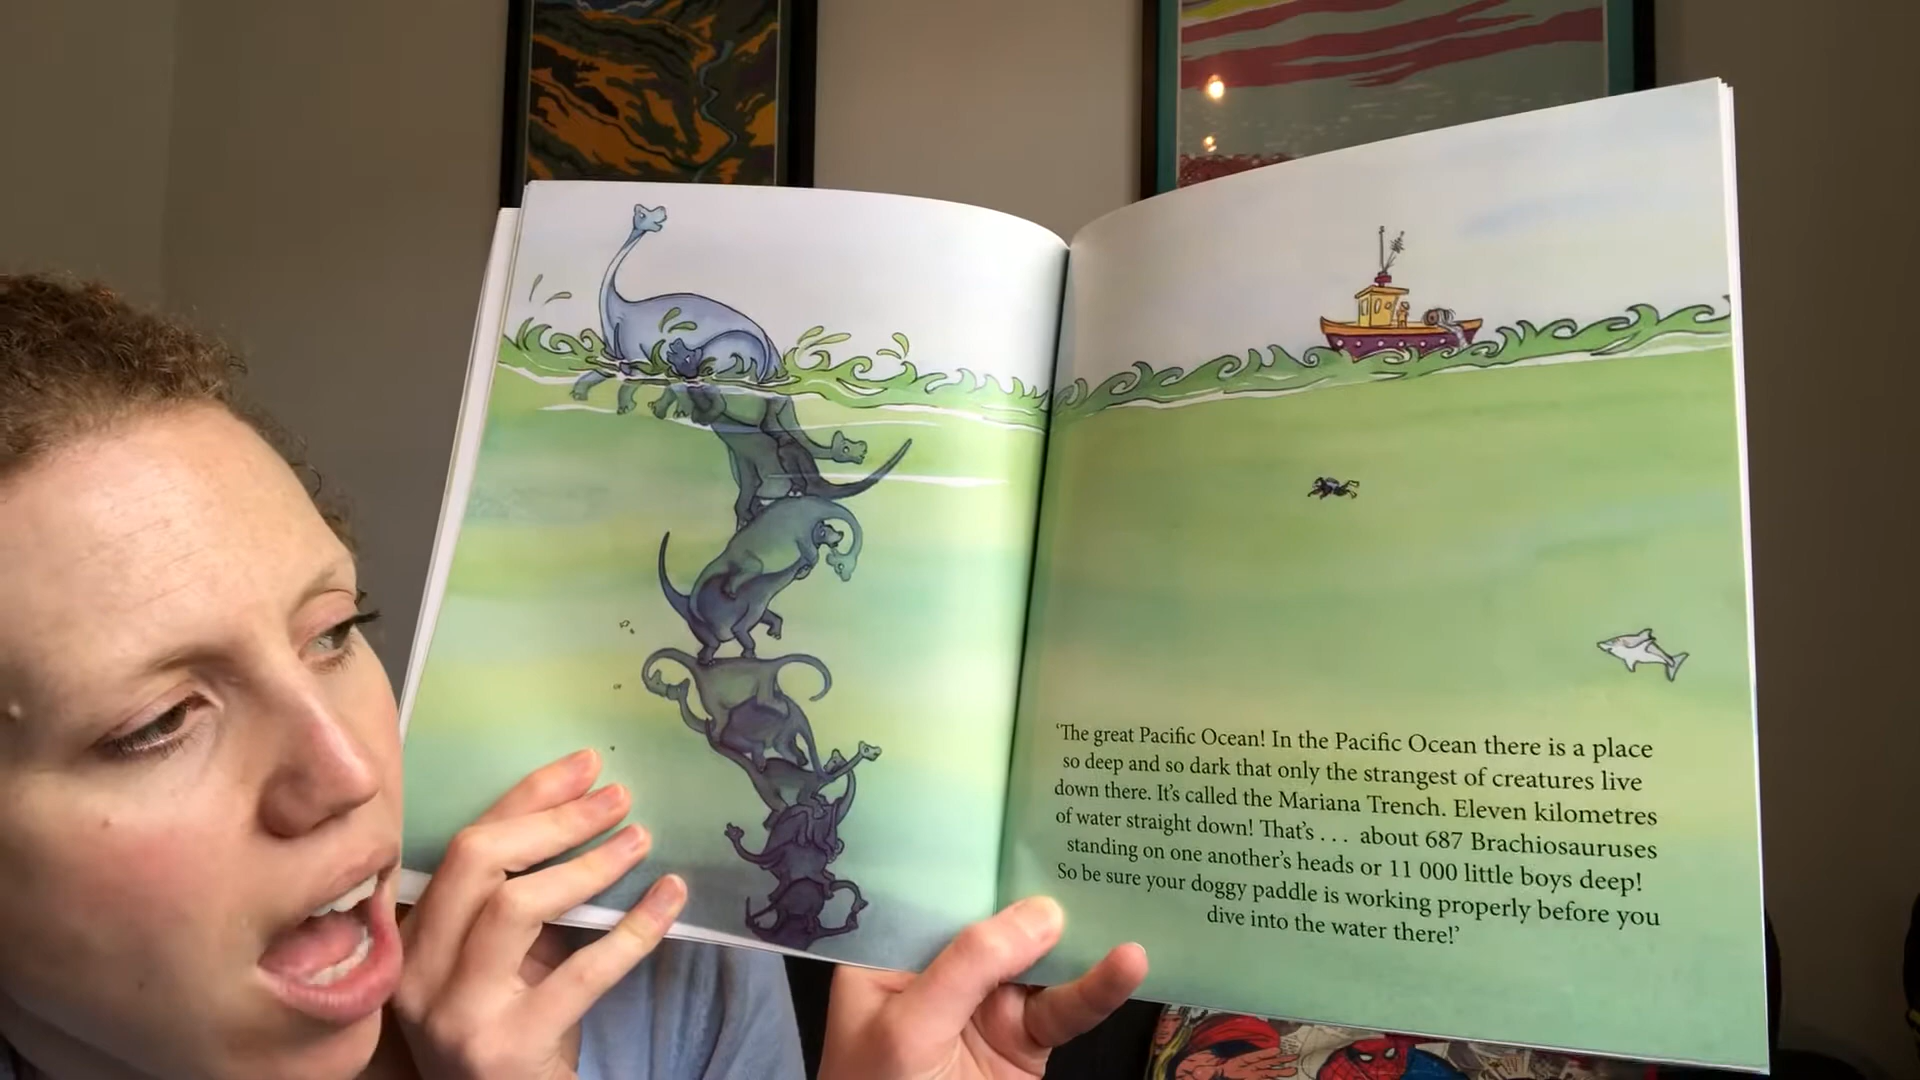 ‘The great Pacific Ocean! In the Pacific Ocean there is a place
so deep and so dark that only the strangest of creatures live
down there. It’s called the Mariana Trench. Eleven kilometres
of water straight down! That’s . . . about 687 Brachiosauruses
standing on one another’s heads or 11 000 little boys deep!
So be sure your doggy paddle is working properly before you
dive into the water there!’